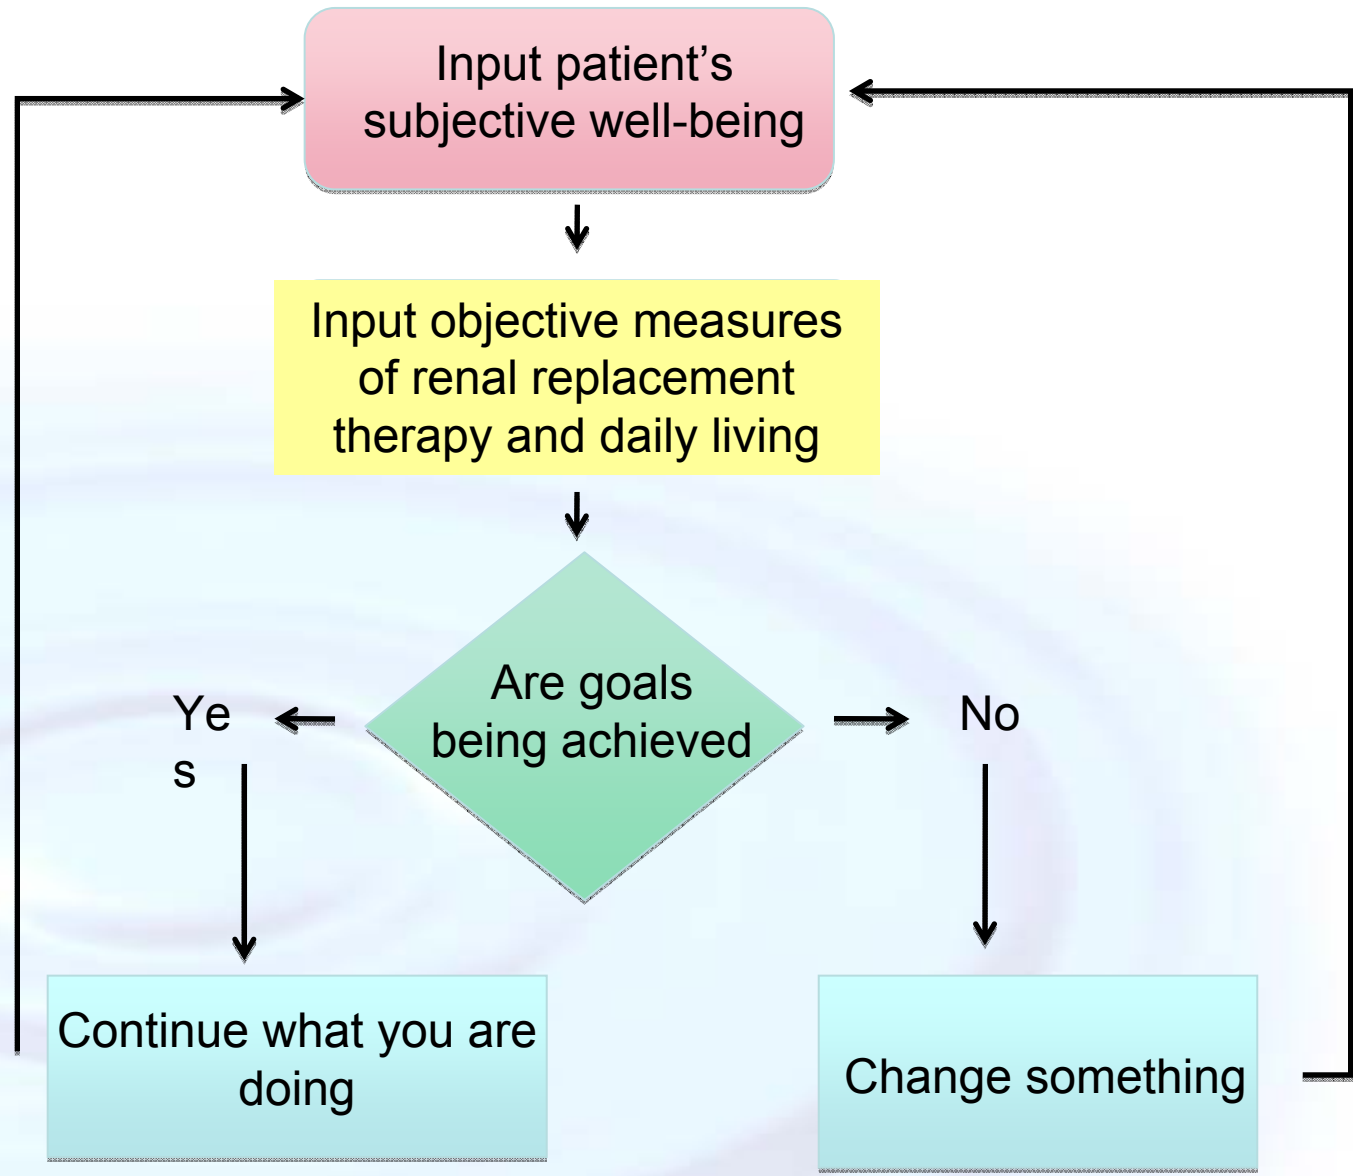 Input patient’s
subjective well-being
Input objective measures
of renal replacement
therapy and daily living
Are goals
being achieved
Ye
s
No
Continue what you are
doing
Change something